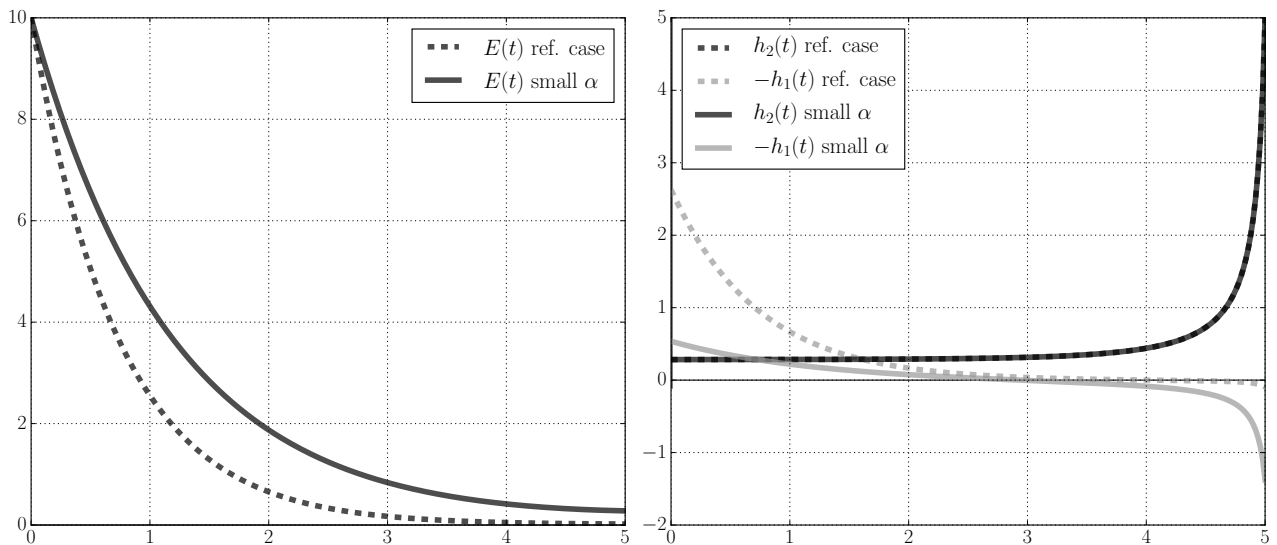 10
8
6
4
2
0
0 1 2 3 4 5
E(t) ref. case
E(t) small α
5
4
3
2
1
0
−1
−2
0 1 2 3 4 5
h₂(t) ref. case
−h₁(t) ref. case
h₂(t) small α
−h₁(t) small α